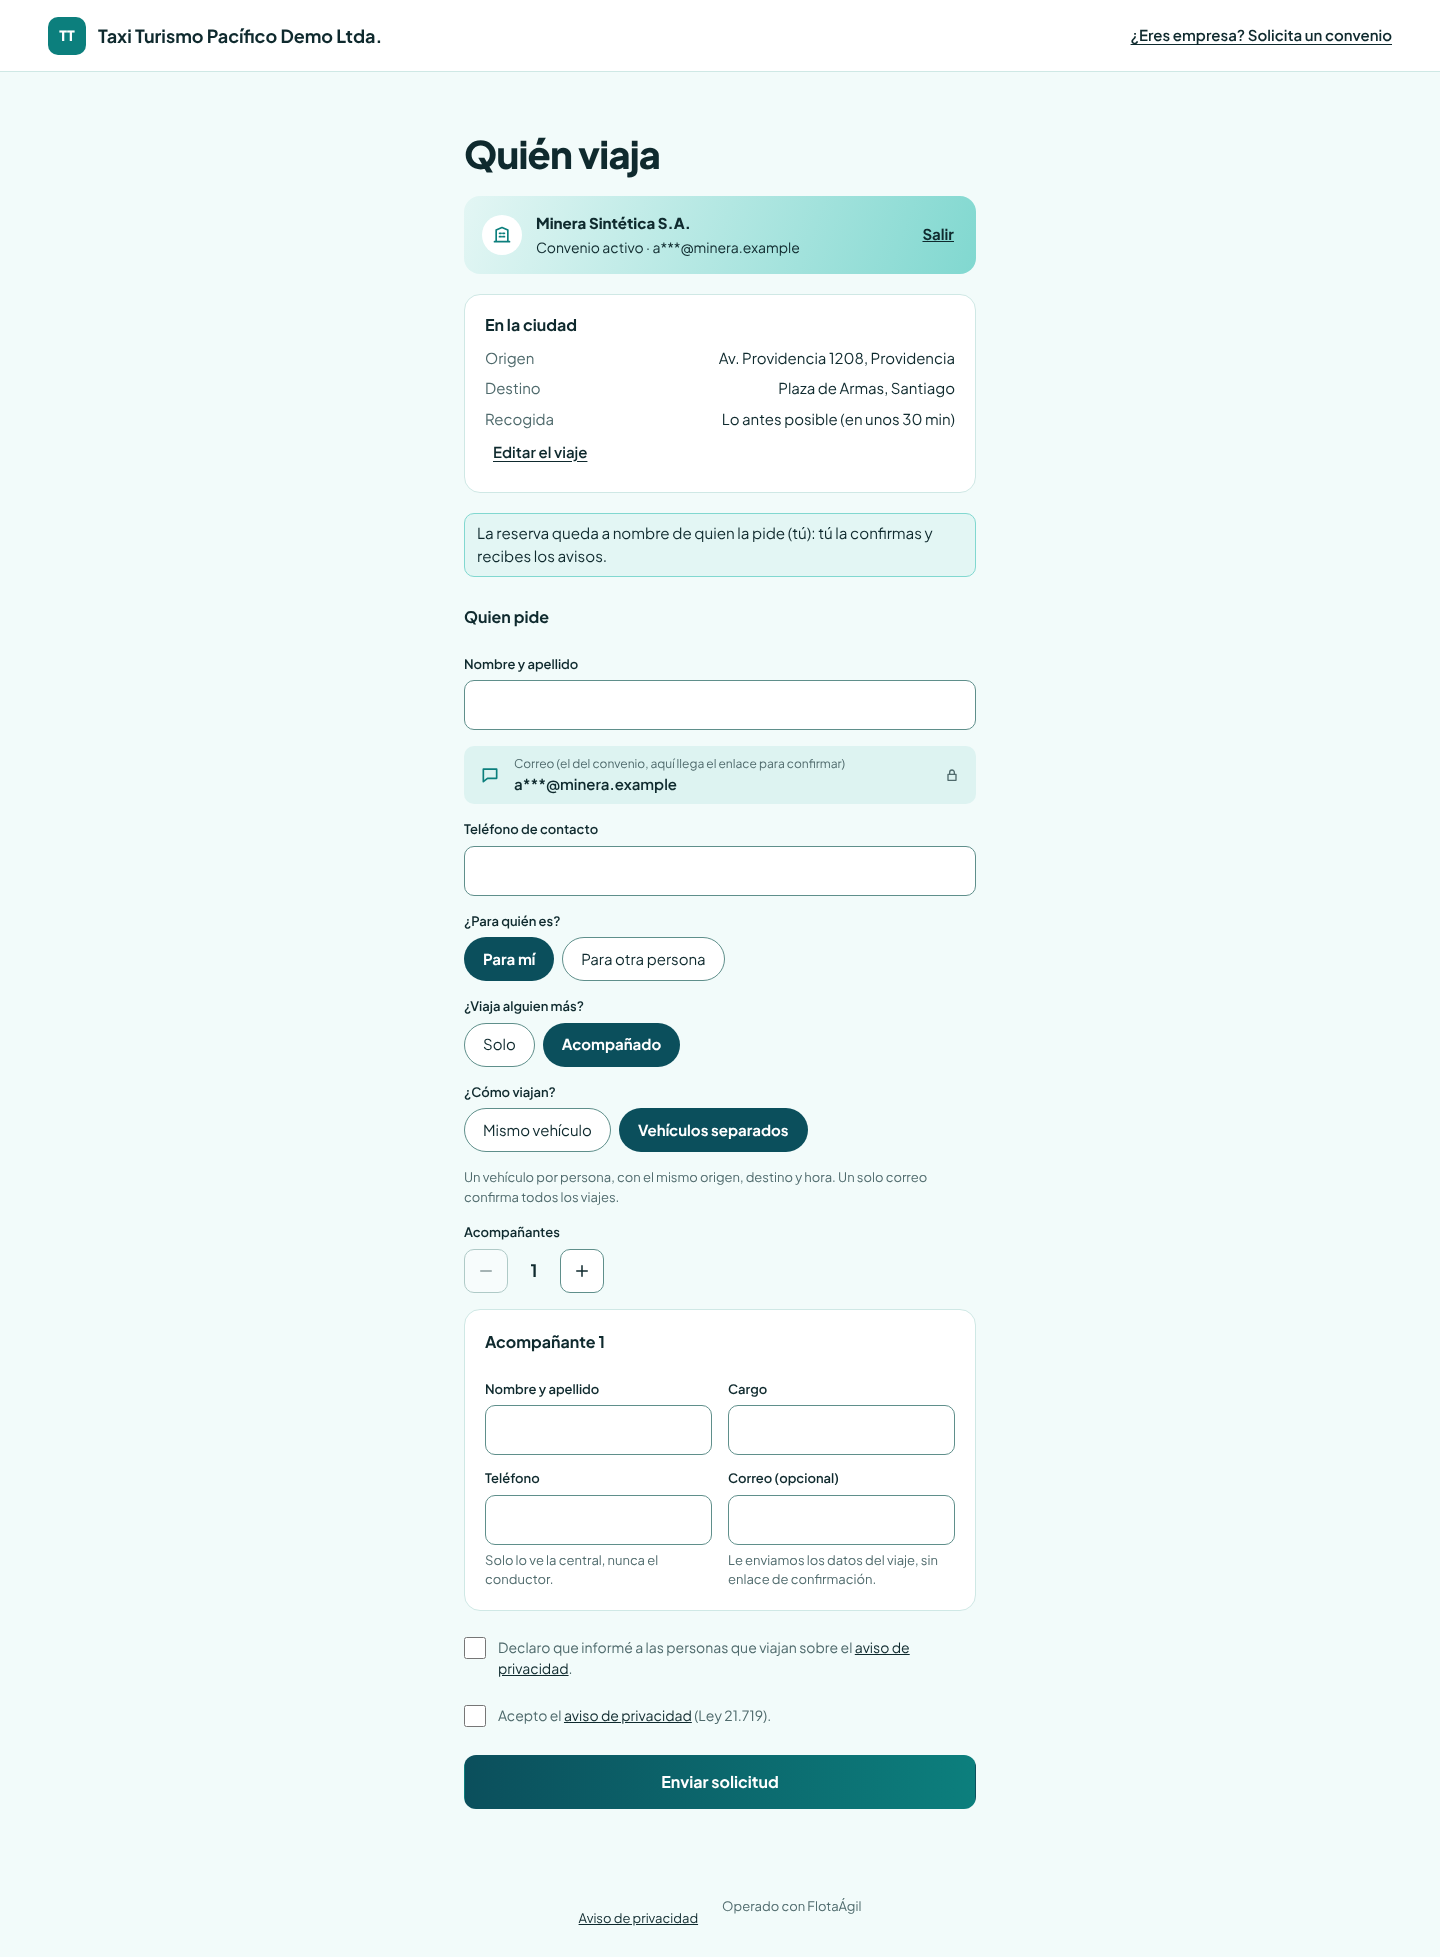 TT
Taxi Turismo Pacífico Demo Ltda.
¿Eres empresa? Solicita un convenio
Quién viaja
Minera Sintética S.A.
Convenio activo · a***@minera.example
Salir
En la ciudad
Origen
Av. Providencia 1208, Providencia
Destino
Plaza de Armas, Santiago
Recogida
Lo antes posible (en unos 30 min)
Editar el viaje
La reserva queda a nombre de quien la pide (tú): tú la confirmas y
recibes los avisos.
Quien pide
Nombre y apellido
Correo (el del convenio, aquí llega el enlace para confirmar)
a***@minera.example
Teléfono de contacto
¿Para quién es?
Para mí
Para otra persona
¿Viaja alguien más?
Solo
Acompañado
¿Cómo viajan?
Mismo vehículo
Vehículos separados
Un vehículo por persona, con el mismo origen, destino y hora. Un solo correo
confirma todos los viajes.
Acompañantes
− 1 +
Acompañante 1
Nombre y apellido
Cargo
Teléfono
Correo (opcional)
Solo lo ve la central, nunca el
conductor.
Le enviamos los datos del viaje, sin
enlace de confirmación.
Declaro que informé a las personas que viajan sobre el aviso de
privacidad.
Acepto el aviso de privacidad (Ley 21.719).
Enviar solicitud
Aviso de privacidad
Operado con FlotaÁgil